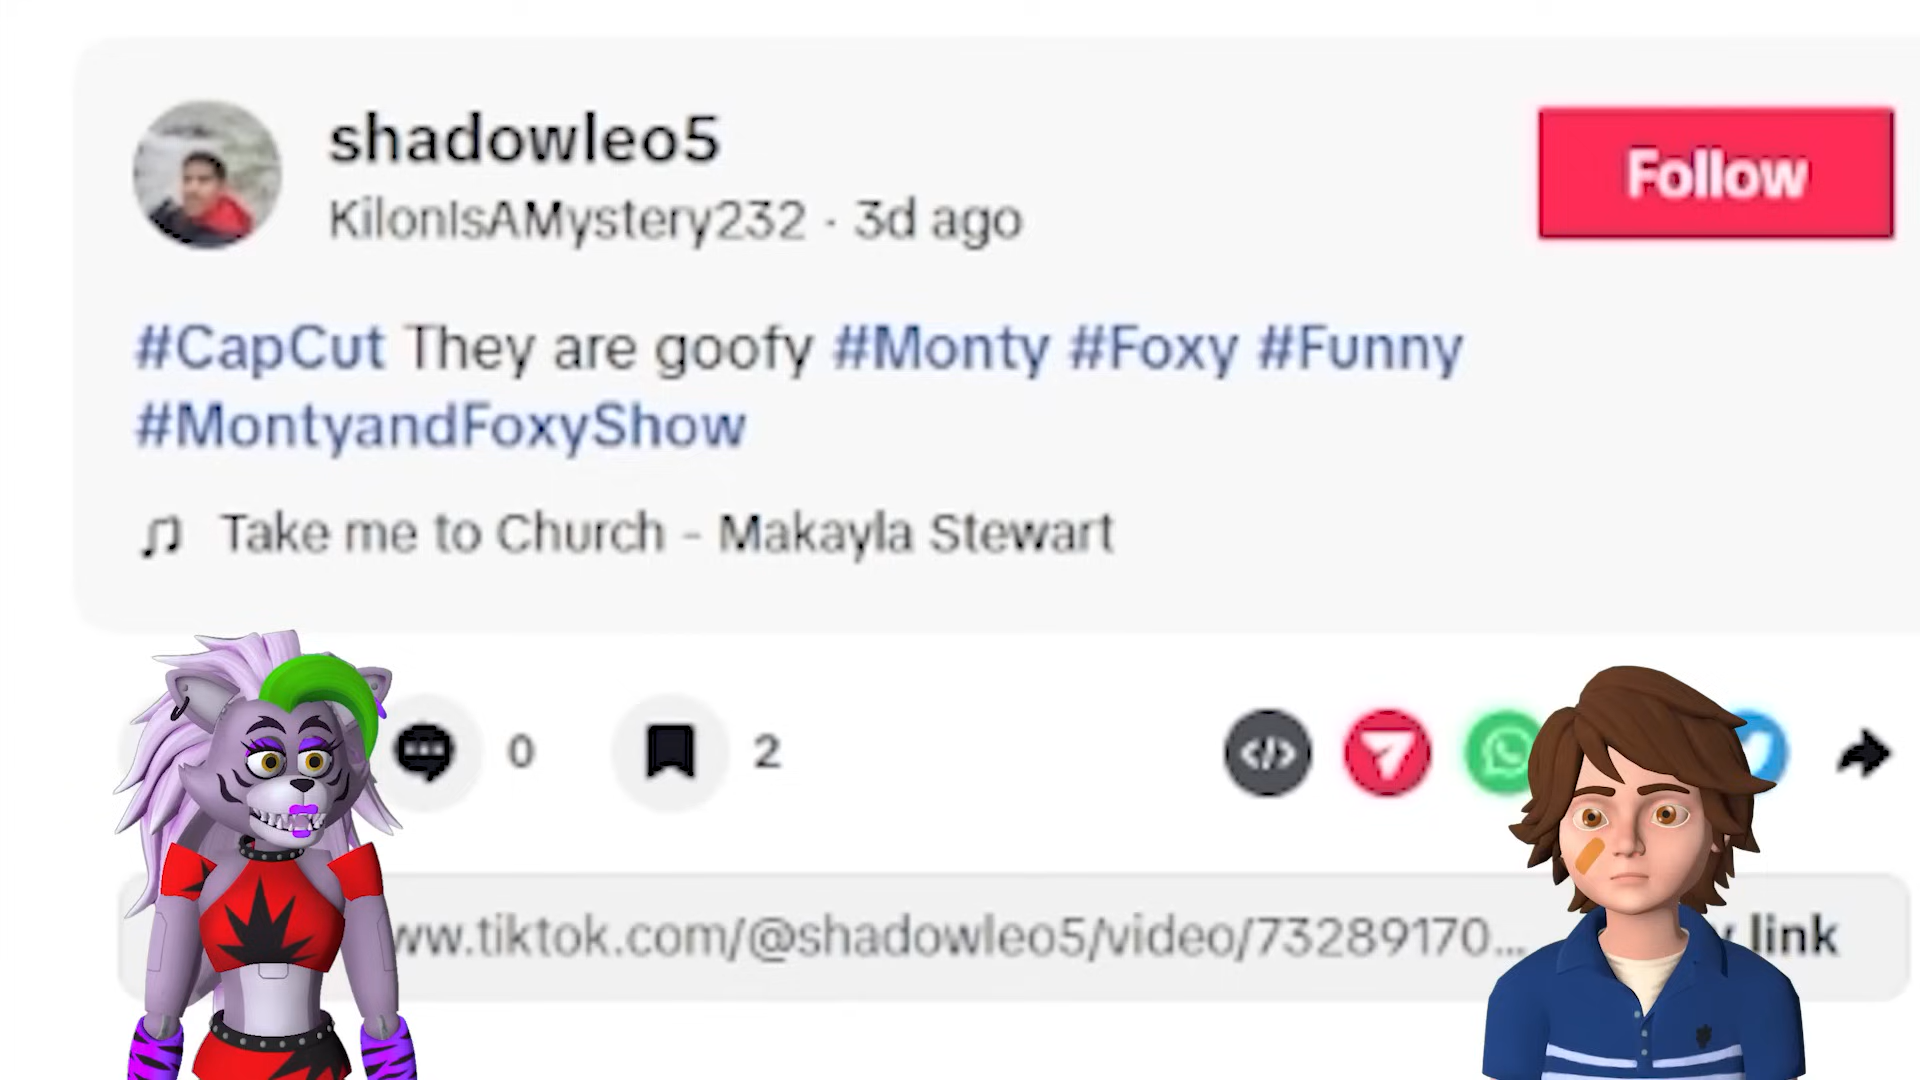 shadowleo5
KilonIsAMystery232 · 3d ago
Follow
#CapCut They are goofy #Monty #Foxy #Funny
#MontyandFoxyShow
Take me to Church - Makayla Stewart
0
2
ww.tiktok.com/@shadowleo5/video/73289170...
link